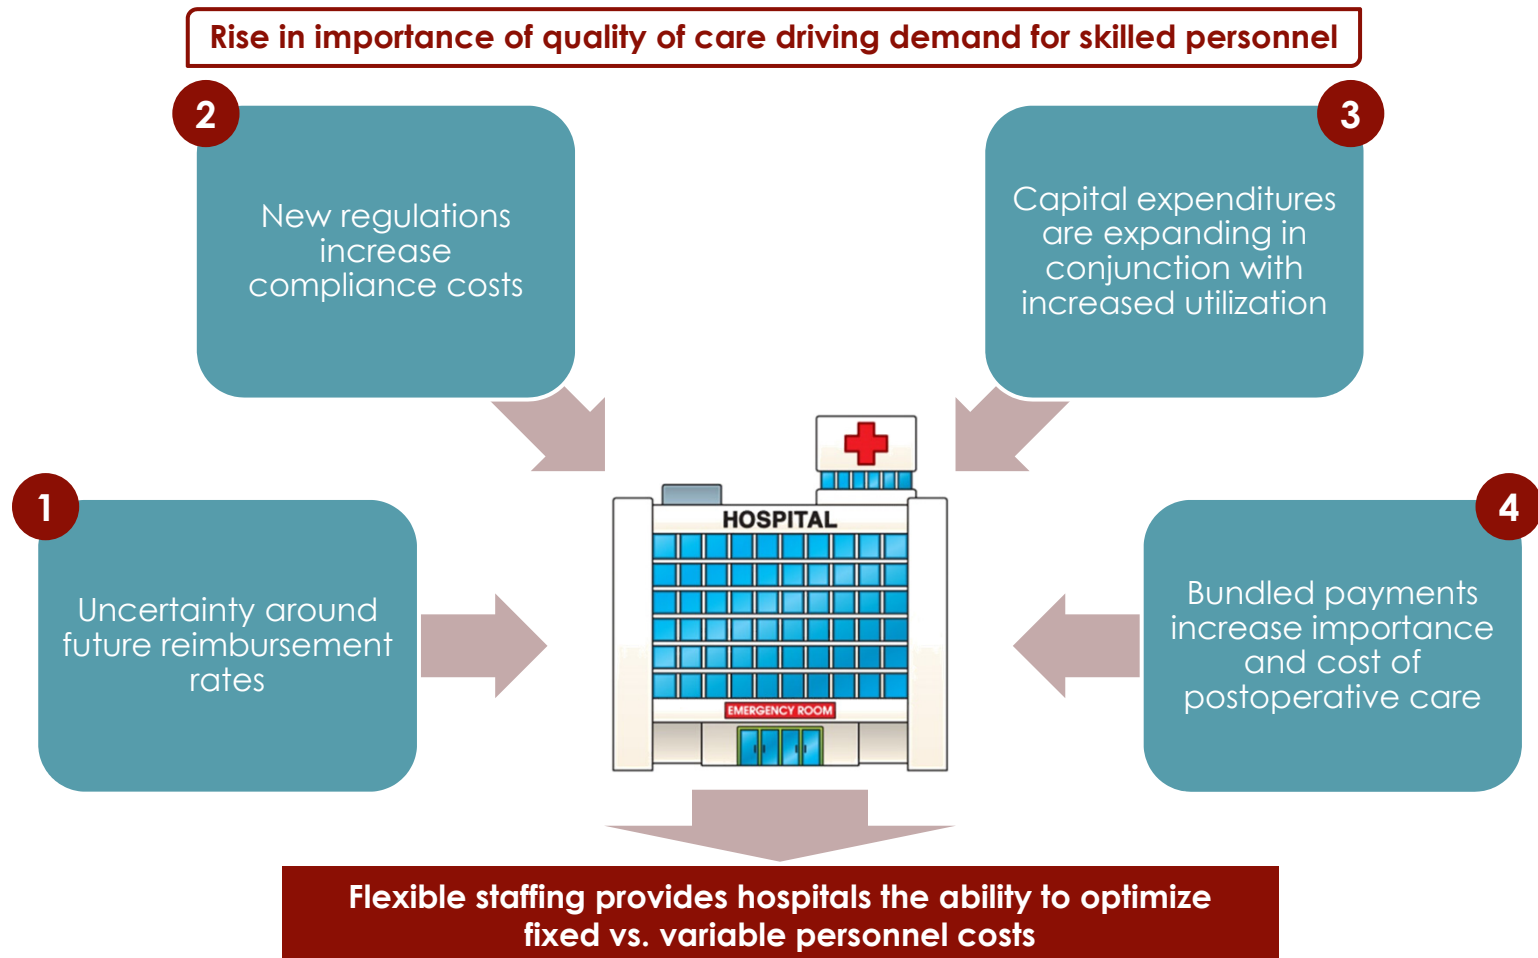 Rise in importance of quality of care driving demand for skilled personnel
2
New regulations
increase
compliance costs
3
Capital expenditures
are expanding in
conjunction with
increased utilization
1
Uncertainty around
future reimbursement
rates
HOSPITAL
EMERGENCY ROOM
4
Bundled payments
increase importance
and cost of
postoperative care
Flexible staffing provides hospitals the ability to optimize
fixed vs. variable personnel costs